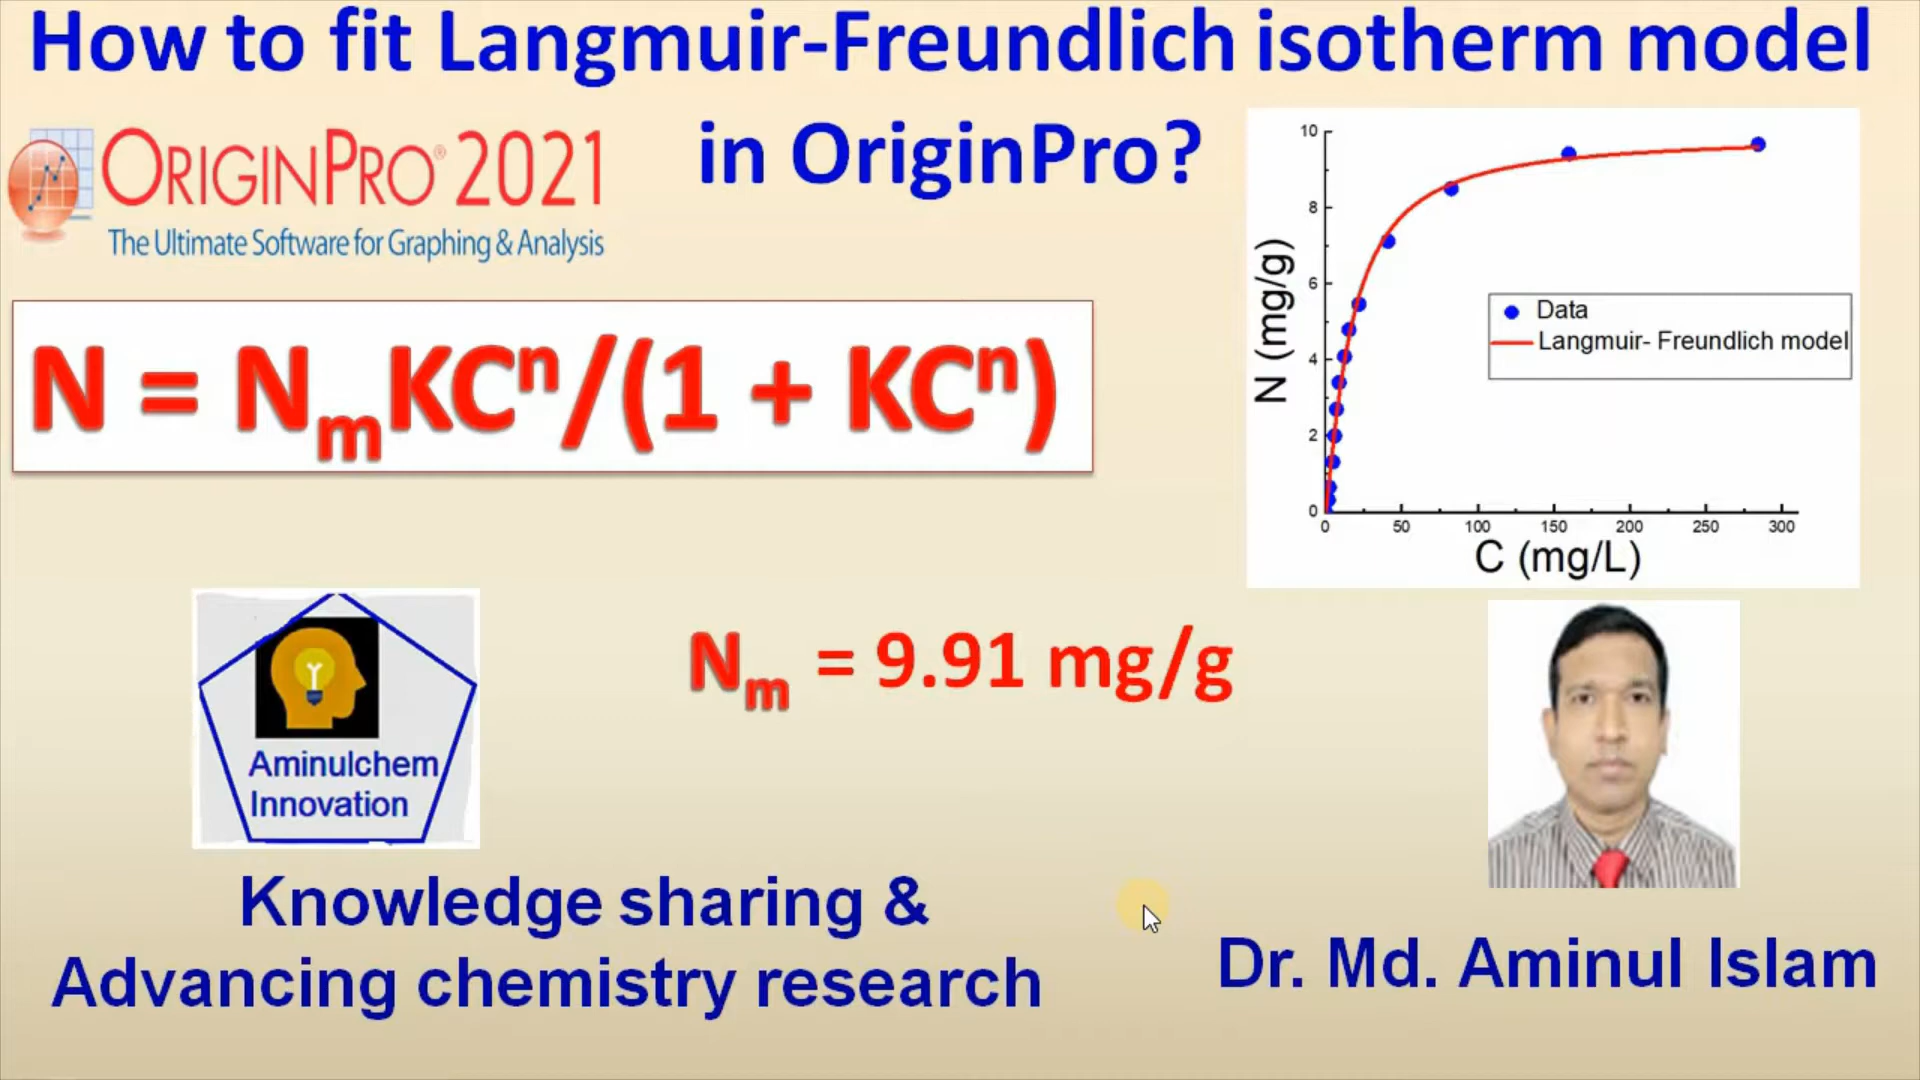 How to fit Langmuir-Freundlich isotherm model
in OriginPro?
ORIGINPRO® 2021
The Ultimate Software for Graphing & Analysis
N = NₘKCⁿ/(1 + KCⁿ)
10
8
6
4
2
0
N (mg/g)
Data
Langmuir- Freundlich model
0 50 100 150 200 250 300
C (mg/L)
Nₘ = 9.91 mg/g
Aminulchem
Innovation
Knowledge sharing &
Advancing chemistry research
Dr. Md. Aminul Islam